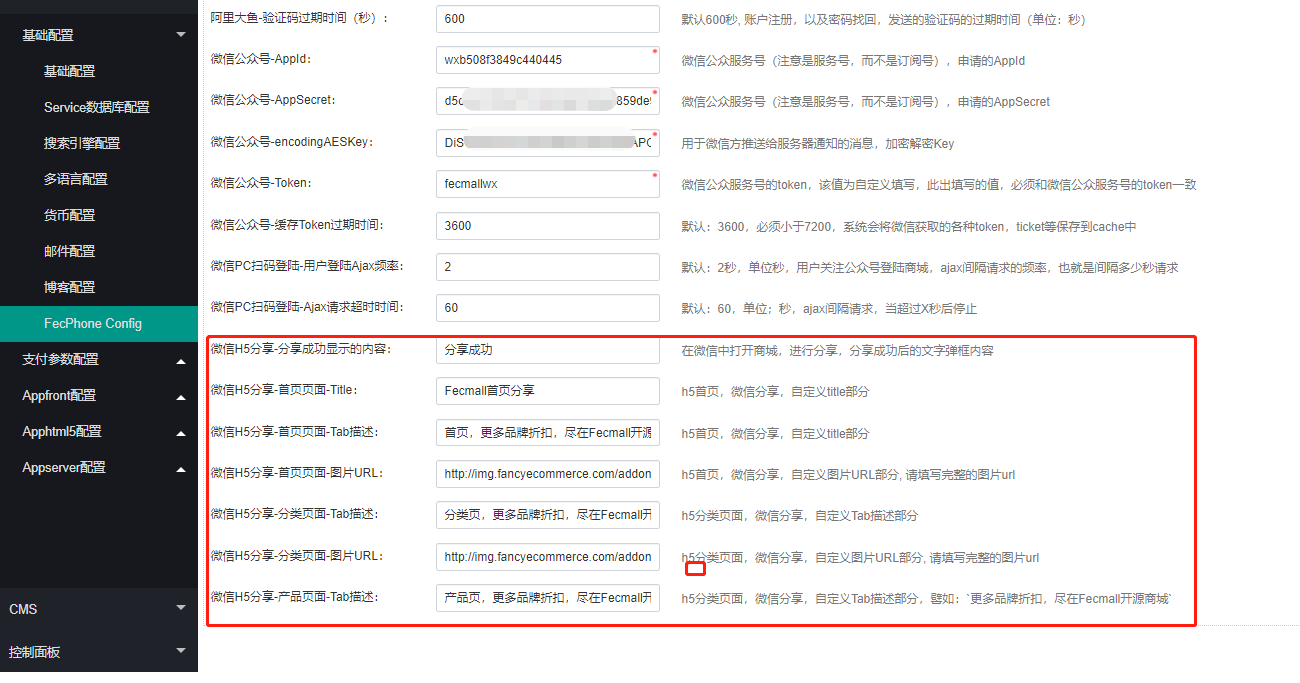 基础配置
基础配置
Service数据库配置
搜索引擎配置
多语言配置
货币配置
邮件配置
博客配置
FecPhone Config
支付参数配置
Appfront配置
Apphtml5配置
Appserver配置
CMS
控制面板
阿里大鱼-验证码过期时间（秒）: 600 默认600秒, 账户注册，以及密码找回，发送的验证码的过期时间（单位：秒）
微信公众号-AppId: wxb508f3849c440445 微信公众服务号（注意是服务号，而不是订阅号），申请的AppId
微信公众号-AppSecret: d5 859de 微信公众服务号（注意是服务号，而不是订阅号），申请的AppSecret
微信公众号-encodingAESKey: DiS APC 用于微信方推送给服务器通知的消息，加密解密Key
微信公众号-Token: fecmallwx 微信公众服务号的token，该值为自定义填写，此出填写的值，必须和微信公众服务号的token一致
微信公众号-缓存Token过期时间: 3600 默认：3600，必须小于7200，系统会将微信获取的各种token，ticket等保存到cache中
微信PC扫码登陆-用户登陆Ajax频率: 2 默认：2秒，单位秒，用户关注公众号登陆商城，ajax间隔请求的频率，也就是间隔多少秒请求
微信PC扫码登陆-Ajax请求超时时间: 60 默认：60，单位；秒，ajax间隔请求，当超过X秒后停止
微信H5分享-分享成功显示的内容: 分享成功 在微信中打开商城，进行分享，分享成功后的文字弹框内容
微信H5分享-首页页面-Title: Fecmall首页分享 h5首页，微信分享，自定义title部分
微信H5分享-首页页面-Tab描述: 首页，更多品牌折扣，尽在Fecmall开源 h5首页，微信分享，自定义title部分
微信H5分享-首页页面-图片URL: http://img.fancyecommerce.com/addon h5首页，微信分享，自定义图片URL部分, 请填写完整的图片url
微信H5分享-分类页面-Tab描述: 分类页，更多品牌折扣，尽在Fecmall开 h5分类页面，微信分享，自定义Tab描述部分
微信H5分享-分类页面-图片URL: http://img.fancyecommerce.com/addon h5分类页面，微信分享，自定义图片URL部分, 请填写完整的图片url
微信H5分享-产品页面-Tab描述: 产品页，更多品牌折扣，尽在Fecmall开 h5分类页面，微信分享，自定义Tab描述部分，譬如：`更多品牌折扣，尽在Fecmall开源商城`